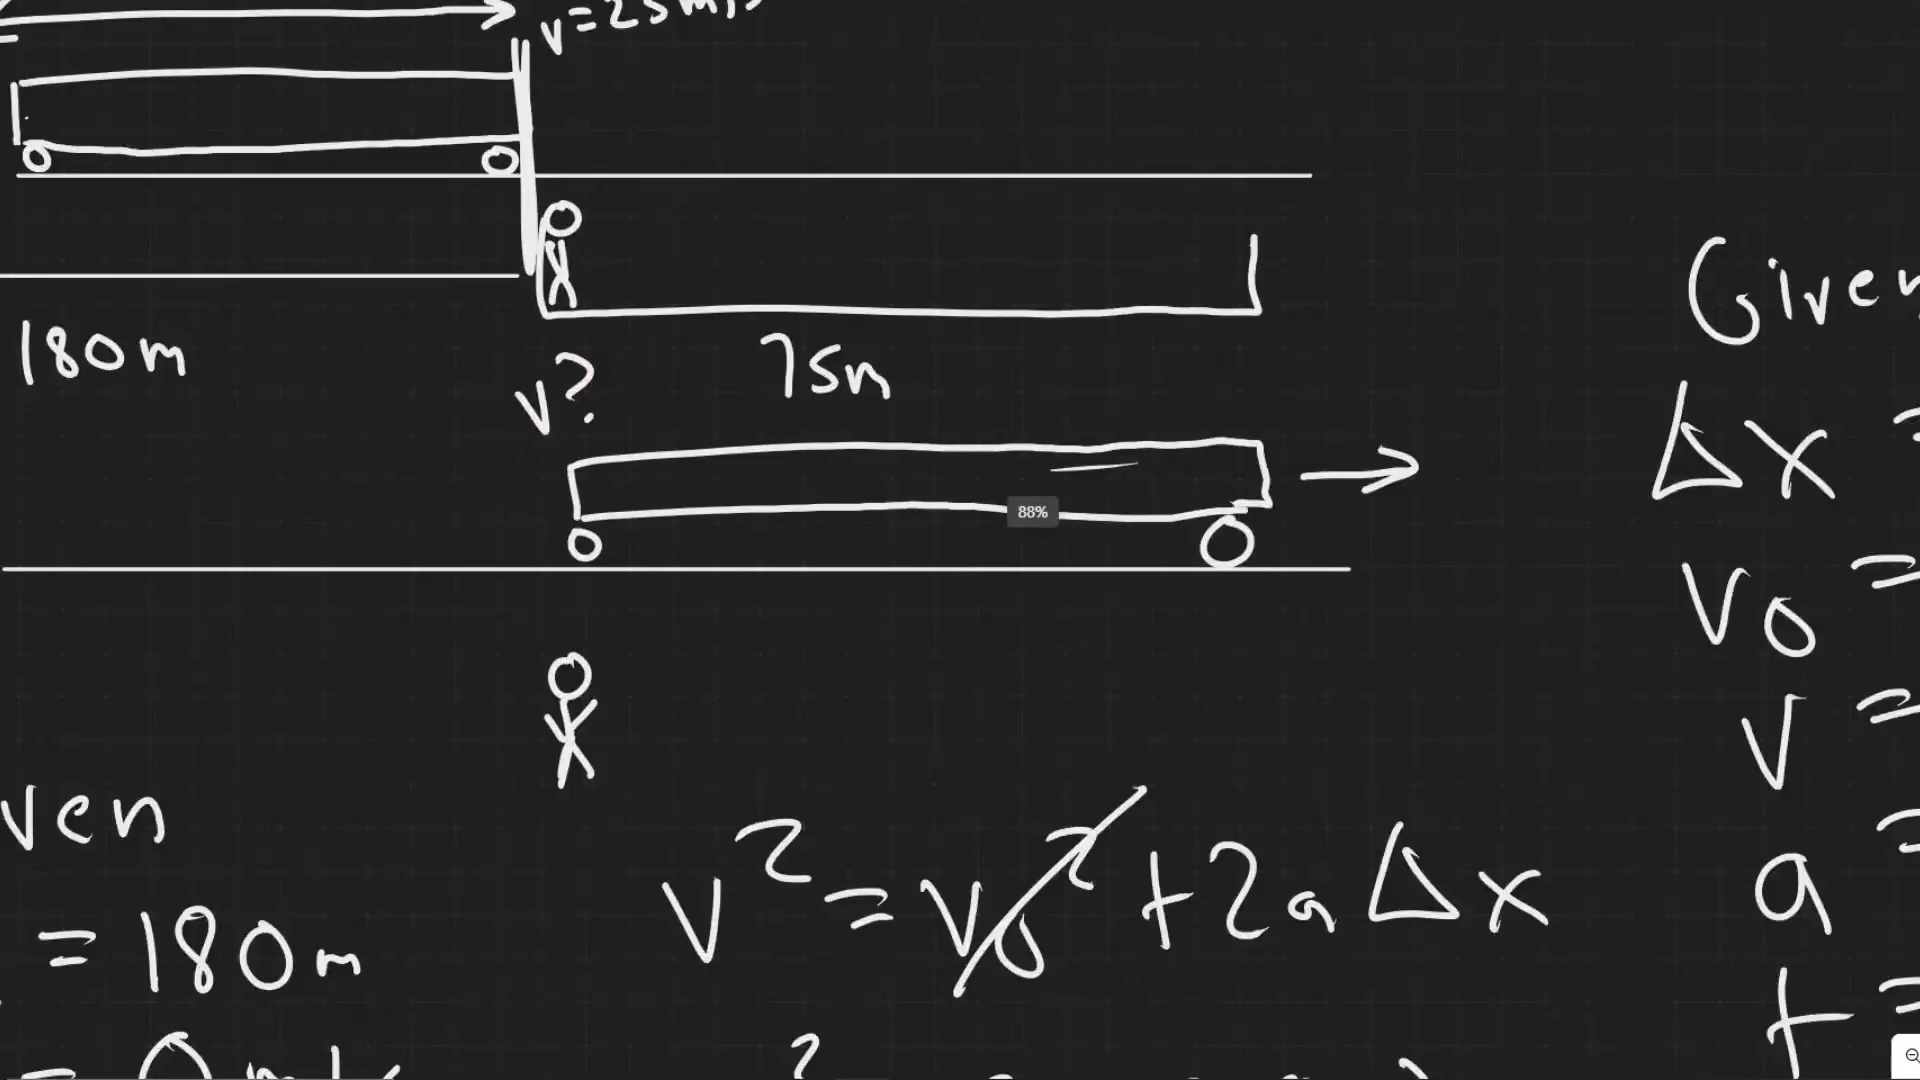 v=25m/s
180m
75m
v?
88%
Given
Δx =
v₀ =
v =
a =
t =
ven
= 180m
v² = v₀² + 2aΔx